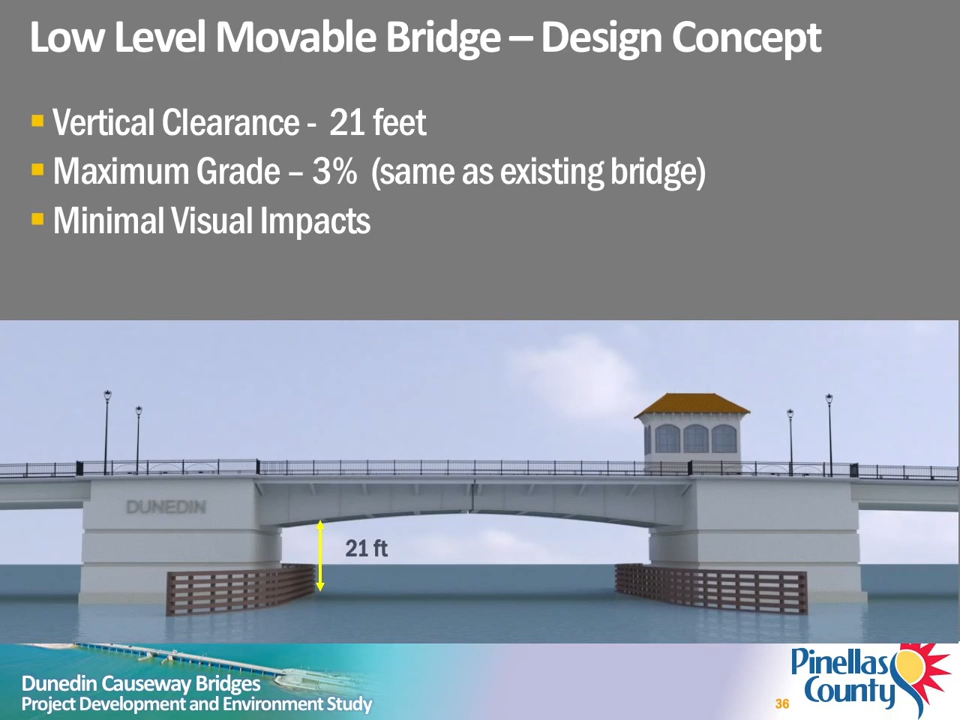 Low Level Movable Bridge – Design Concept
▪ Vertical Clearance - 21 feet
▪ Maximum Grade – 3% (same as existing bridge)
▪ Minimal Visual Impacts
DUNEDIN
21 ft
Dunedin Causeway Bridges
Project Development and Environment Study
36
Pinellas
County